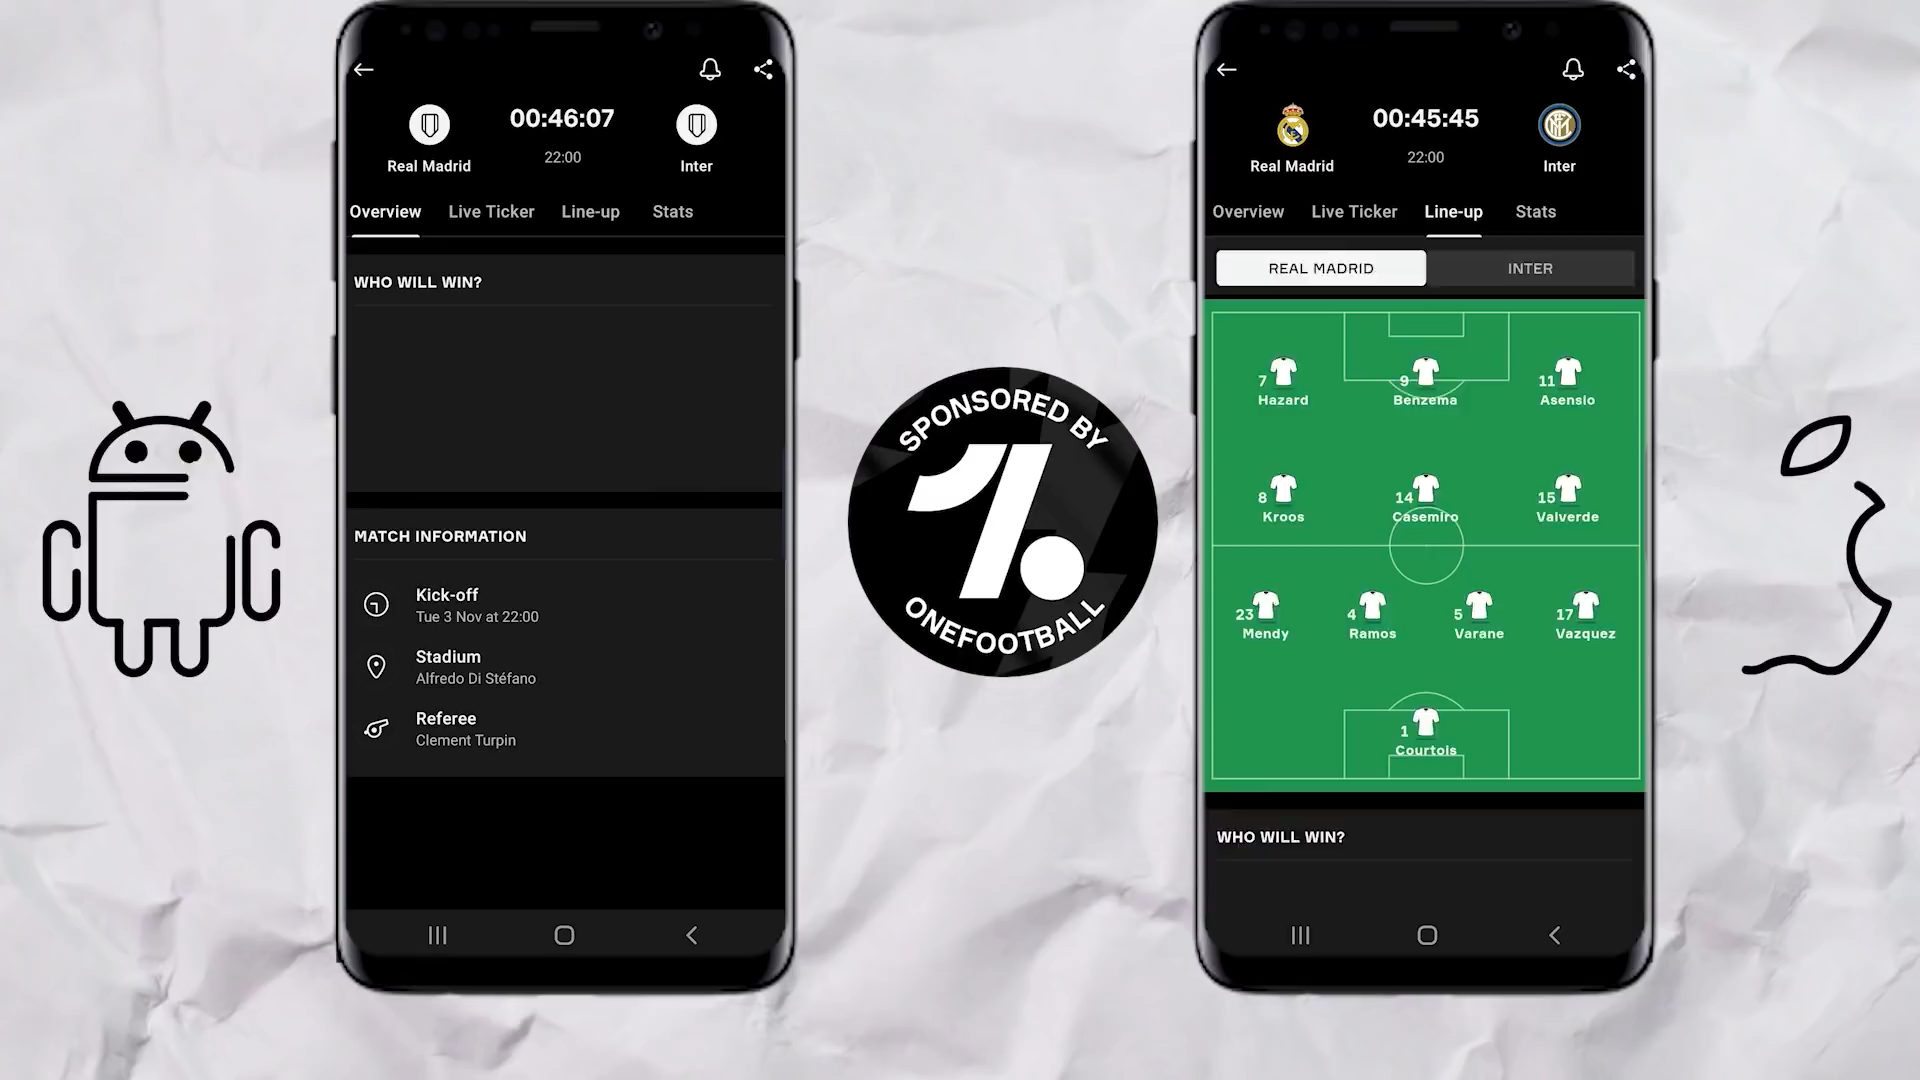 00:46:07
22:00
Real Madrid
Inter
Overview Live Ticker Line-up Stats
WHO WILL WIN?
MATCH INFORMATION
Kick-off
Tue 3 Nov at 22:00
Stadium
Alfredo Di Stéfano
Referee
Clement Turpin
SPONSORED BY
ONEFOOTBALL
00:45:45
22:00
Real Madrid
Inter
Overview Live Ticker Line-up Stats
REAL MADRID INTER
7 9 11
Hazard Benzema Asensio
8 14 15
Kroos Casemiro Valverde
23 4 5 17
Mendy Ramos Varane Vazquez
1
Courtois
WHO WILL WIN?